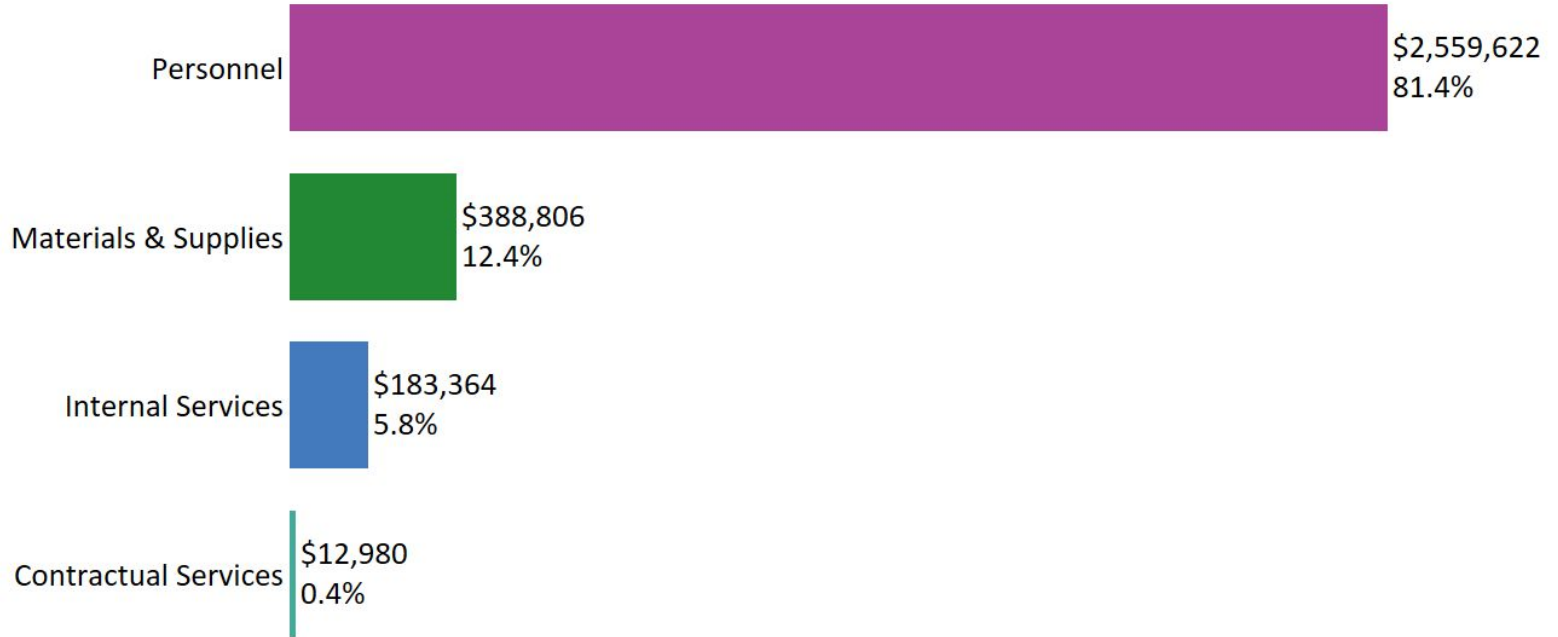 Personnel
$2,559,622
81.4%
Materials & Supplies
$388,806
12.4%
Internal Services
$183,364
5.8%
Contractual Services
$12,980
0.4%